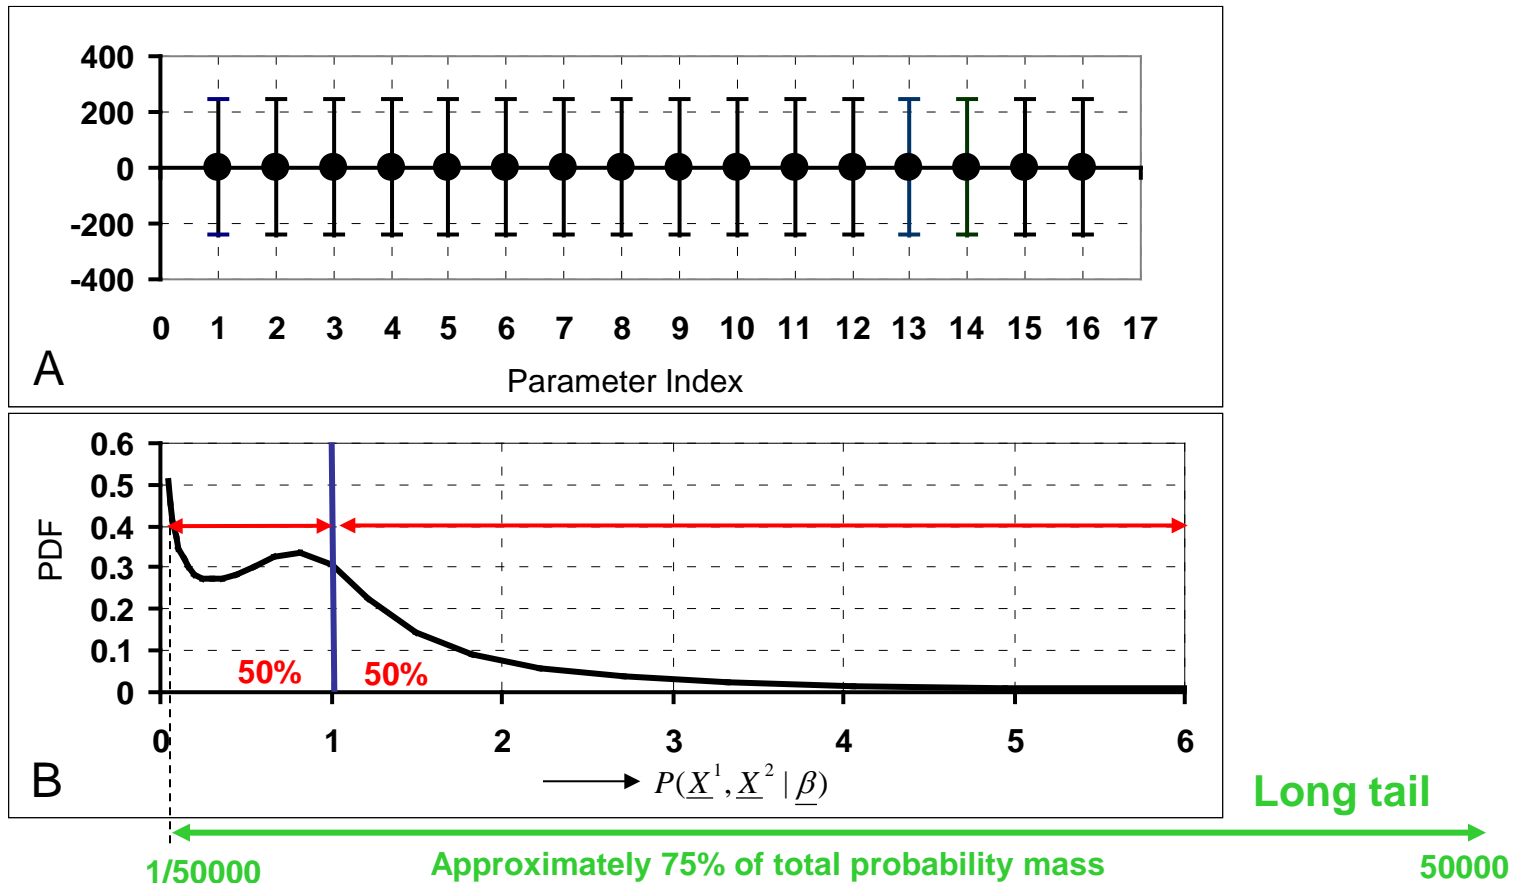 400
200
0
-200
-400
0 1 2 3 4 5 6 7 8 9 10 11 12 13 14 15 16 17
A
Parameter Index
0.6
0.5
0.4
0.3
0.2
0.1
0
PDF
50% 50%
0 1 2 3 4 5 6
B
P(X¹, X² | β)
Long tail
1/50000 Approximately 75% of total probability mass 50000